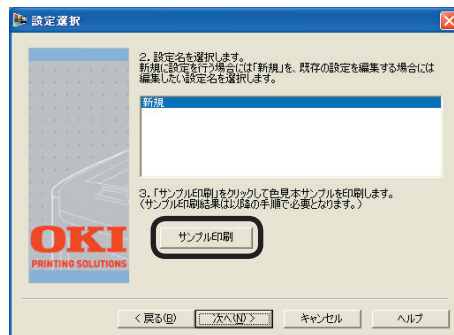 設定選択
2. 設定名を選択します。
新規に設定を行う場合には「新規」を、既存の設定を編集する場合には
編集したい設定名を選択します。
新規
3. 「サンプル印刷」をクリックして色見本サンプルを印刷します。
(サンプル印刷結果は以降の手順で必要となります。)
サンプル印刷
OKI
PRINTING SOLUTIONS
< 戻る(B)
次へ(N) >
キャンセル
ヘルプ